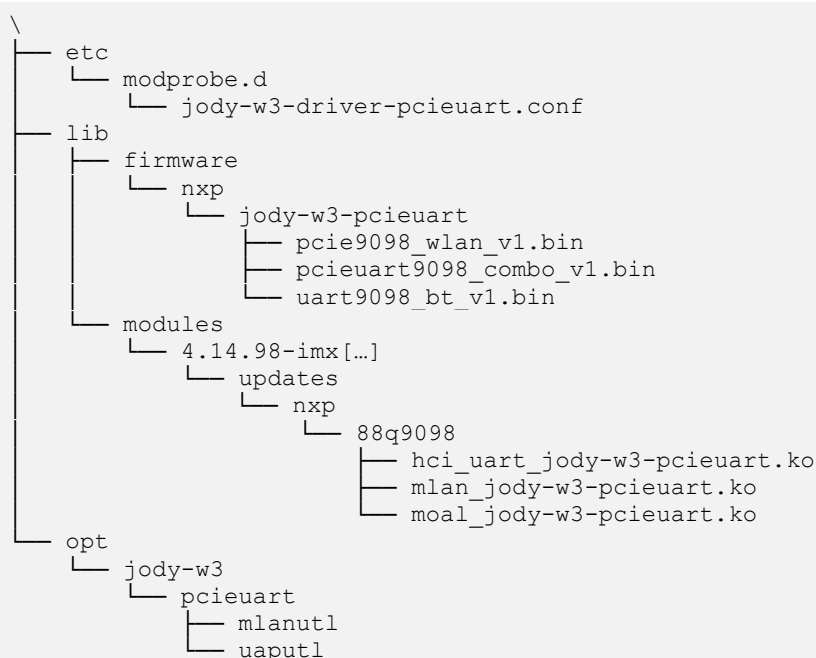 \
├── etc
│   └── modprobe.d
│       └── jody-w3-driver-pcieuart.conf
├── lib
│   ├── firmware
│   │   └── nxp
│   │       └── jody-w3-pcieuart
│   │           ├── pcie9098_wlan_v1.bin
│   │           ├── pcieuart9098_combo_v1.bin
│   │           └── uart9098_bt_v1.bin
│   └── modules
│       └── 4.14.98-imx[…]
│           └── updates
│               └── nxp
│                   └── 88q9098
│                       ├── hci_uart_jody-w3-pcieuart.ko
│                       ├── mlan_jody-w3-pcieuart.ko
│                       └── moal_jody-w3-pcieuart.ko
└── opt
    └── jody-w3
        └── pcieuart
            ├── mlanutl
            └── uaputl